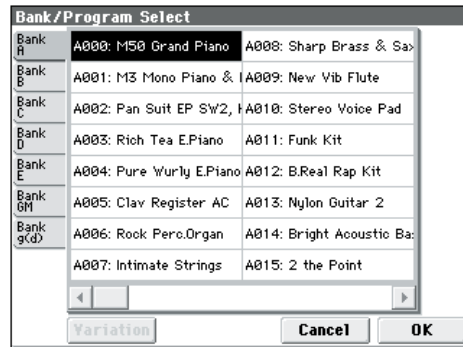 Bank/Program Select
Bank A
Bank B
Bank C
Bank D
Bank E
Bank GM
Bank g(d)
A000: M50 Grand Piano
A001: M3 Mono Piano &
A002: Pan Suit EP SW2,
A003: Rich Tea E.Piano
A004: Pure Wurly E.Piano
A005: Clav Register AC
A006: Rock Perc.Organ
A007: Intimate Strings
A008: Sharp Brass & Sax
A009: New Vib Flute
A010: Stereo Voice Pad
A011: Funk Kit
A012: B.Real Rap Kit
A013: Nylon Guitar 2
A014: Bright Acoustic Ba
A015: 2 the Point
Variation
Cancel
OK